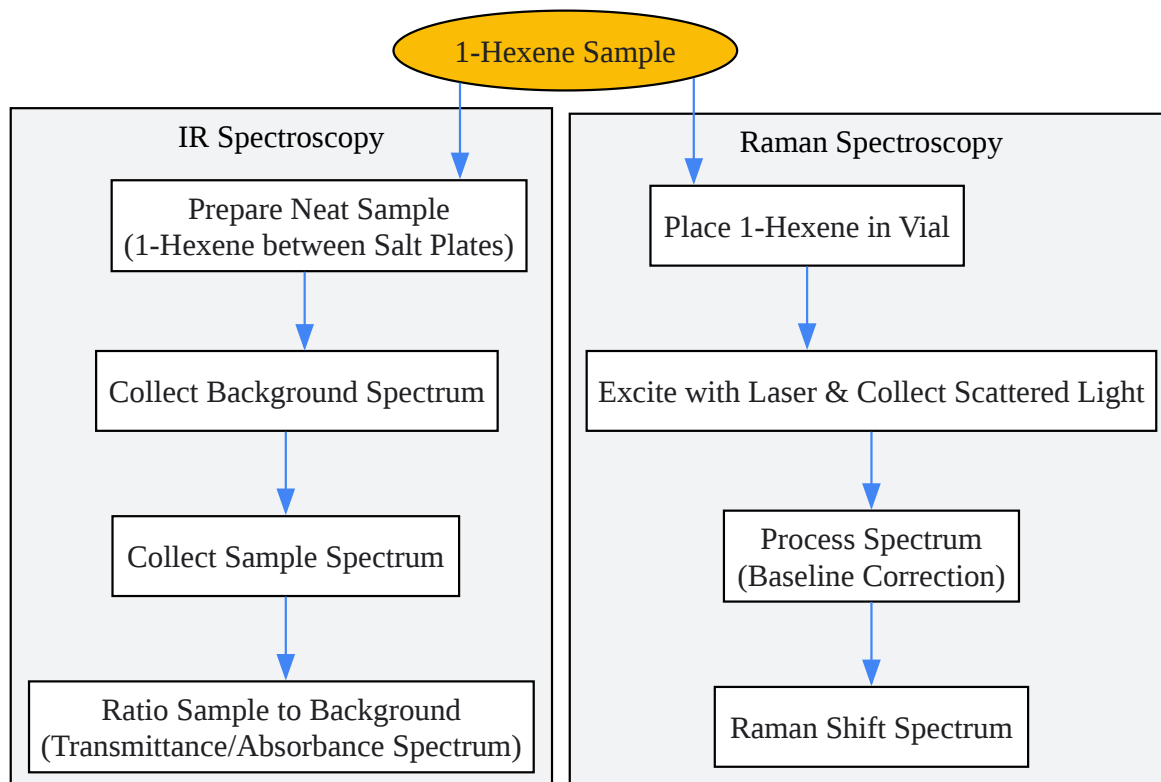 1-Hexene Sample
IR Spectroscopy
Prepare Neat Sample
(1-Hexene between Salt Plates)
Collect Background Spectrum
Collect Sample Spectrum
Ratio Sample to Background
(Transmittance/Absorbance Spectrum)
Raman Spectroscopy
Place 1-Hexene in Vial
Excite with Laser & Collect Scattered Light
Process Spectrum
(Baseline Correction)
Raman Shift Spectrum